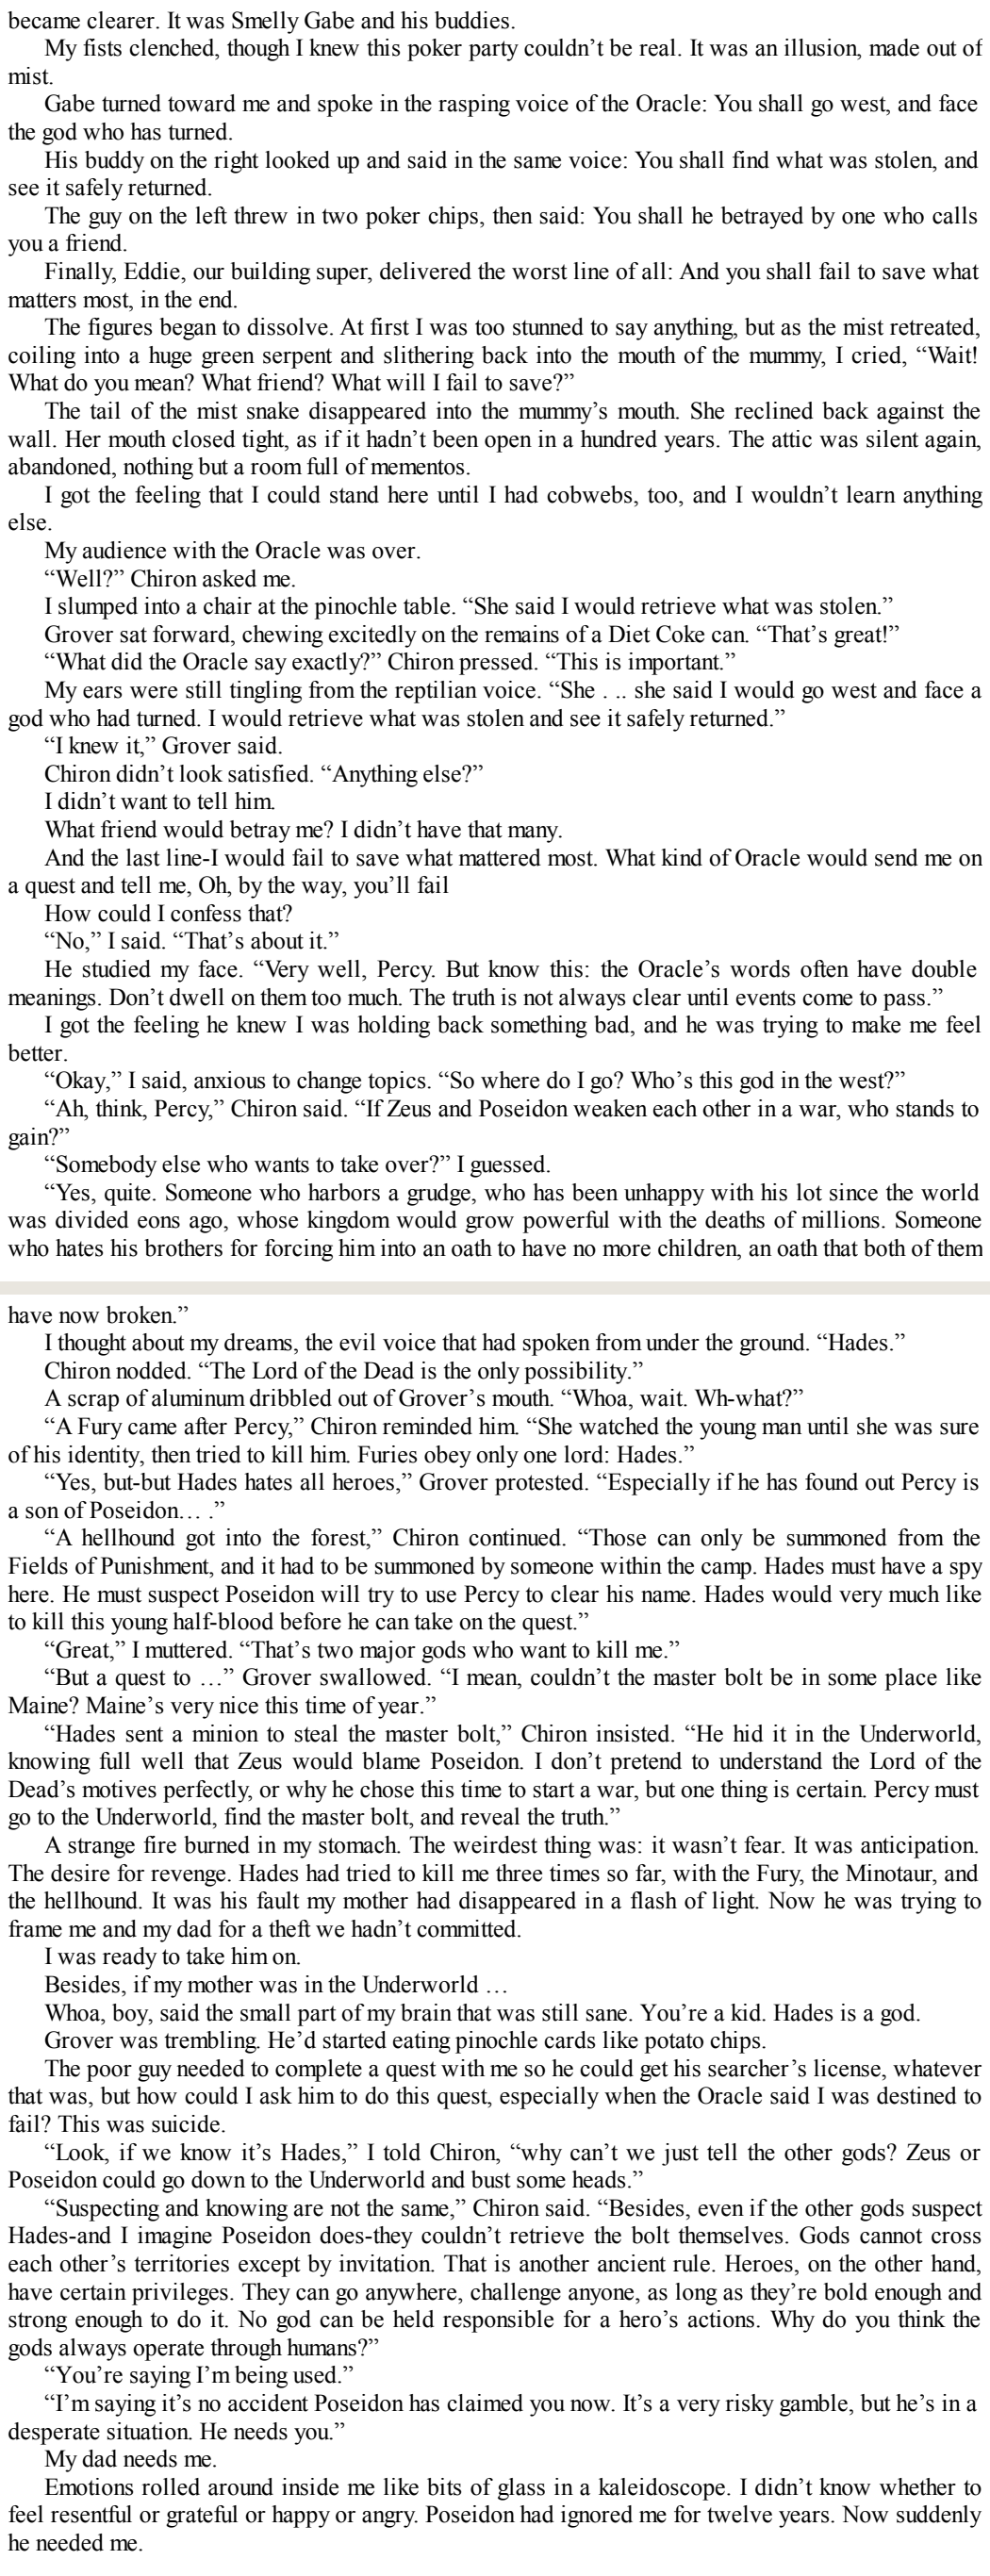 became clearer. It was Smelly Gabe and his buddies.
My fists clenched, though I knew this poker party couldn’t be real. It was an illusion, made out of
mist.
Gabe turned toward me and spoke in the rasping voice of the Oracle: You shall go west, and face
the god who has turned.
His buddy on the right looked up and said in the same voice: You shall find what was stolen, and
see it safely returned.
The guy on the left threw in two poker chips, then said: You shall he betrayed by one who calls
you a friend.
Finally, Eddie, our building super, delivered the worst line of all: And you shall fail to save what
matters most, in the end.
The figures began to dissolve. At first I was too stunned to say anything, but as the mist retreated,
coiling into a huge green serpent and slithering back into the mouth of the mummy, I cried, “Wait!
What do you mean? What friend? What will I fail to save?”
The tail of the mist snake disappeared into the mummy’s mouth. She reclined back against the
wall. Her mouth closed tight, as if it hadn’t been open in a hundred years. The attic was silent again,
abandoned, nothing but a room full of mementos.
I got the feeling that I could stand here until I had cobwebs, too, and I wouldn’t learn anything
else.
My audience with the Oracle was over.
“Well?” Chiron asked me.
I slumped into a chair at the pinochle table. “She said I would retrieve what was stolen.”
Grover sat forward, chewing excitedly on the remains of a Diet Coke can. “That’s great!”
“What did the Oracle say exactly?” Chiron pressed. “This is important.”
My ears were still tingling from the reptilian voice. “She . .. she said I would go west and face a
god who had turned. I would retrieve what was stolen and see it safely returned.”
“I knew it,” Grover said.
Chiron didn’t look satisfied. “Anything else?”
I didn’t want to tell him.
What friend would betray me? I didn’t have that many.
And the last line-I would fail to save what mattered most. What kind of Oracle would send me on
a quest and tell me, Oh, by the way, you’ll fail
How could I confess that?
“No,” I said. “That’s about it.”
He studied my face. “Very well, Percy. But know this: the Oracle’s words often have double
meanings. Don’t dwell on them too much. The truth is not always clear until events come to pass.”
I got the feeling he knew I was holding back something bad, and he was trying to make me feel
better.
“Okay,” I said, anxious to change topics. “So where do I go? Who’s this god in the west?”
“Ah, think, Percy,” Chiron said. “If Zeus and Poseidon weaken each other in a war, who stands to
gain?”
“Somebody else who wants to take over?” I guessed.
“Yes, quite. Someone who harbors a grudge, who has been unhappy with his lot since the world
was divided eons ago, whose kingdom would grow powerful with the deaths of millions. Someone
who hates his brothers for forcing him into an oath to have no more children, an oath that both of them
have now broken.”
I thought about my dreams, the evil voice that had spoken from under the ground. “Hades.”
Chiron nodded. “The Lord of the Dead is the only possibility.”
A scrap of aluminum dribbled out of Grover’s mouth. “Whoa, wait. Wh-what?”
“A Fury came after Percy,” Chiron reminded him. “She watched the young man until she was sure
of his identity, then tried to kill him. Furies obey only one lord: Hades.”
“Yes, but-but Hades hates all heroes,” Grover protested. “Especially if he has found out Percy is
a son of Poseidon… .”
“A hellhound got into the forest,” Chiron continued. “Those can only be summoned from the
Fields of Punishment, and it had to be summoned by someone within the camp. Hades must have a spy
here. He must suspect Poseidon will try to use Percy to clear his name. Hades would very much like
to kill this young half-blood before he can take on the quest.”
“Great,” I muttered. “That’s two major gods who want to kill me.”
“But a quest to …” Grover swallowed. “I mean, couldn’t the master bolt be in some place like
Maine? Maine’s very nice this time of year.”
“Hades sent a minion to steal the master bolt,” Chiron insisted. “He hid it in the Underworld,
knowing full well that Zeus would blame Poseidon. I don’t pretend to understand the Lord of the
Dead’s motives perfectly, or why he chose this time to start a war, but one thing is certain. Percy must
go to the Underworld, find the master bolt, and reveal the truth.”
A strange fire burned in my stomach. The weirdest thing was: it wasn’t fear. It was anticipation.
The desire for revenge. Hades had tried to kill me three times so far, with the Fury, the Minotaur, and
the hellhound. It was his fault my mother had disappeared in a flash of light. Now he was trying to
frame me and my dad for a theft we hadn’t committed.
I was ready to take him on.
Besides, if my mother was in the Underworld …
Whoa, boy, said the small part of my brain that was still sane. You’re a kid. Hades is a god.
Grover was trembling. He’d started eating pinochle cards like potato chips.
The poor guy needed to complete a quest with me so he could get his searcher’s license, whatever
that was, but how could I ask him to do this quest, especially when the Oracle said I was destined to
fail? This was suicide.
“Look, if we know it’s Hades,” I told Chiron, “why can’t we just tell the other gods? Zeus or
Poseidon could go down to the Underworld and bust some heads.”
“Suspecting and knowing are not the same,” Chiron said. “Besides, even if the other gods suspect
Hades-and I imagine Poseidon does-they couldn’t retrieve the bolt themselves. Gods cannot cross
each other’s territories except by invitation. That is another ancient rule. Heroes, on the other hand,
have certain privileges. They can go anywhere, challenge anyone, as long as they’re bold enough and
strong enough to do it. No god can be held responsible for a hero’s actions. Why do you think the
gods always operate through humans?”
“You’re saying I’m being used.”
“I’m saying it’s no accident Poseidon has claimed you now. It’s a very risky gamble, but he’s in a
desperate situation. He needs you.”
My dad needs me.
Emotions rolled around inside me like bits of glass in a kaleidoscope. I didn’t know whether to
feel resentful or grateful or happy or angry. Poseidon had ignored me for twelve years. Now suddenly
he needed me.